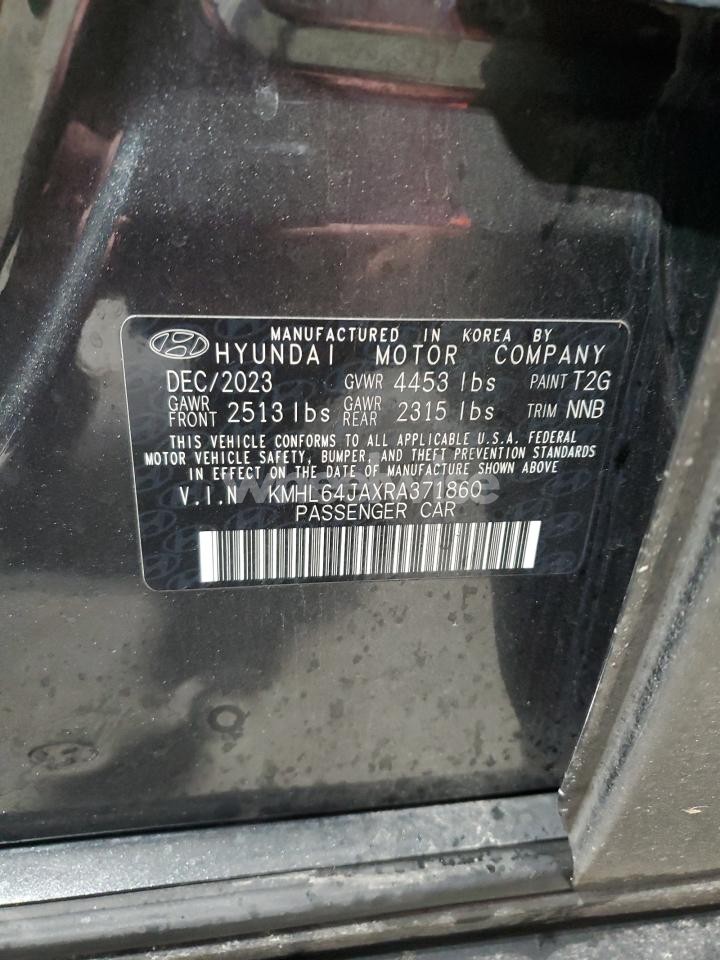 MANUFACTURED IN KOREA BY
HYUNDAI MOTOR COMPANY
DEC/2023 GVWR 4453 lbs PAINT T2G
GAWR FRONT 2513 lbs GAWR REAR 2315 lbs TRIM NNB
THIS VEHICLE CONFORMS TO ALL APPLICABLE U.S.A. FEDERAL
MOTOR VEHICLE SAFETY, BUMPER, AND THEFT PREVENTION STANDARDS
IN EFFECT ON THE DATE OF MANUFACTURE SHOWN ABOVE
V.I.N KMHL64JAXRA371860
PASSENGER CAR